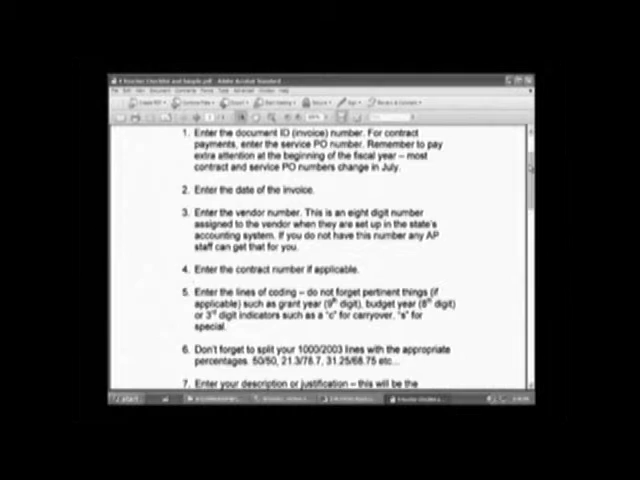 1. Enter the document ID (invoice) number. For contract
payments, enter the service PO number. Remember to pay
extra attention at the beginning of the fiscal year – most
contract and service PO numbers change in July.
2. Enter the date of the invoice.
3. Enter the vendor number. This is an eight digit number
assigned to the vendor when they are set up in the state's
accounting system. If you do not have this number any AP
staff can get that for you.
4. Enter the contract number if applicable.
5. Enter the lines of coding – do not forget pertinent things (if
applicable) such as grant year (9th digit), budget year (8th digit)
or 3rd digit indicators such as a "c" for carryover, "s" for
special.
6. Don't forget to split your 1000/2003 lines with the appropriate
percentages. 50/50, 21.3/78.7, 31.25/68.75 etc...
7. Enter your description or justification – this will be the